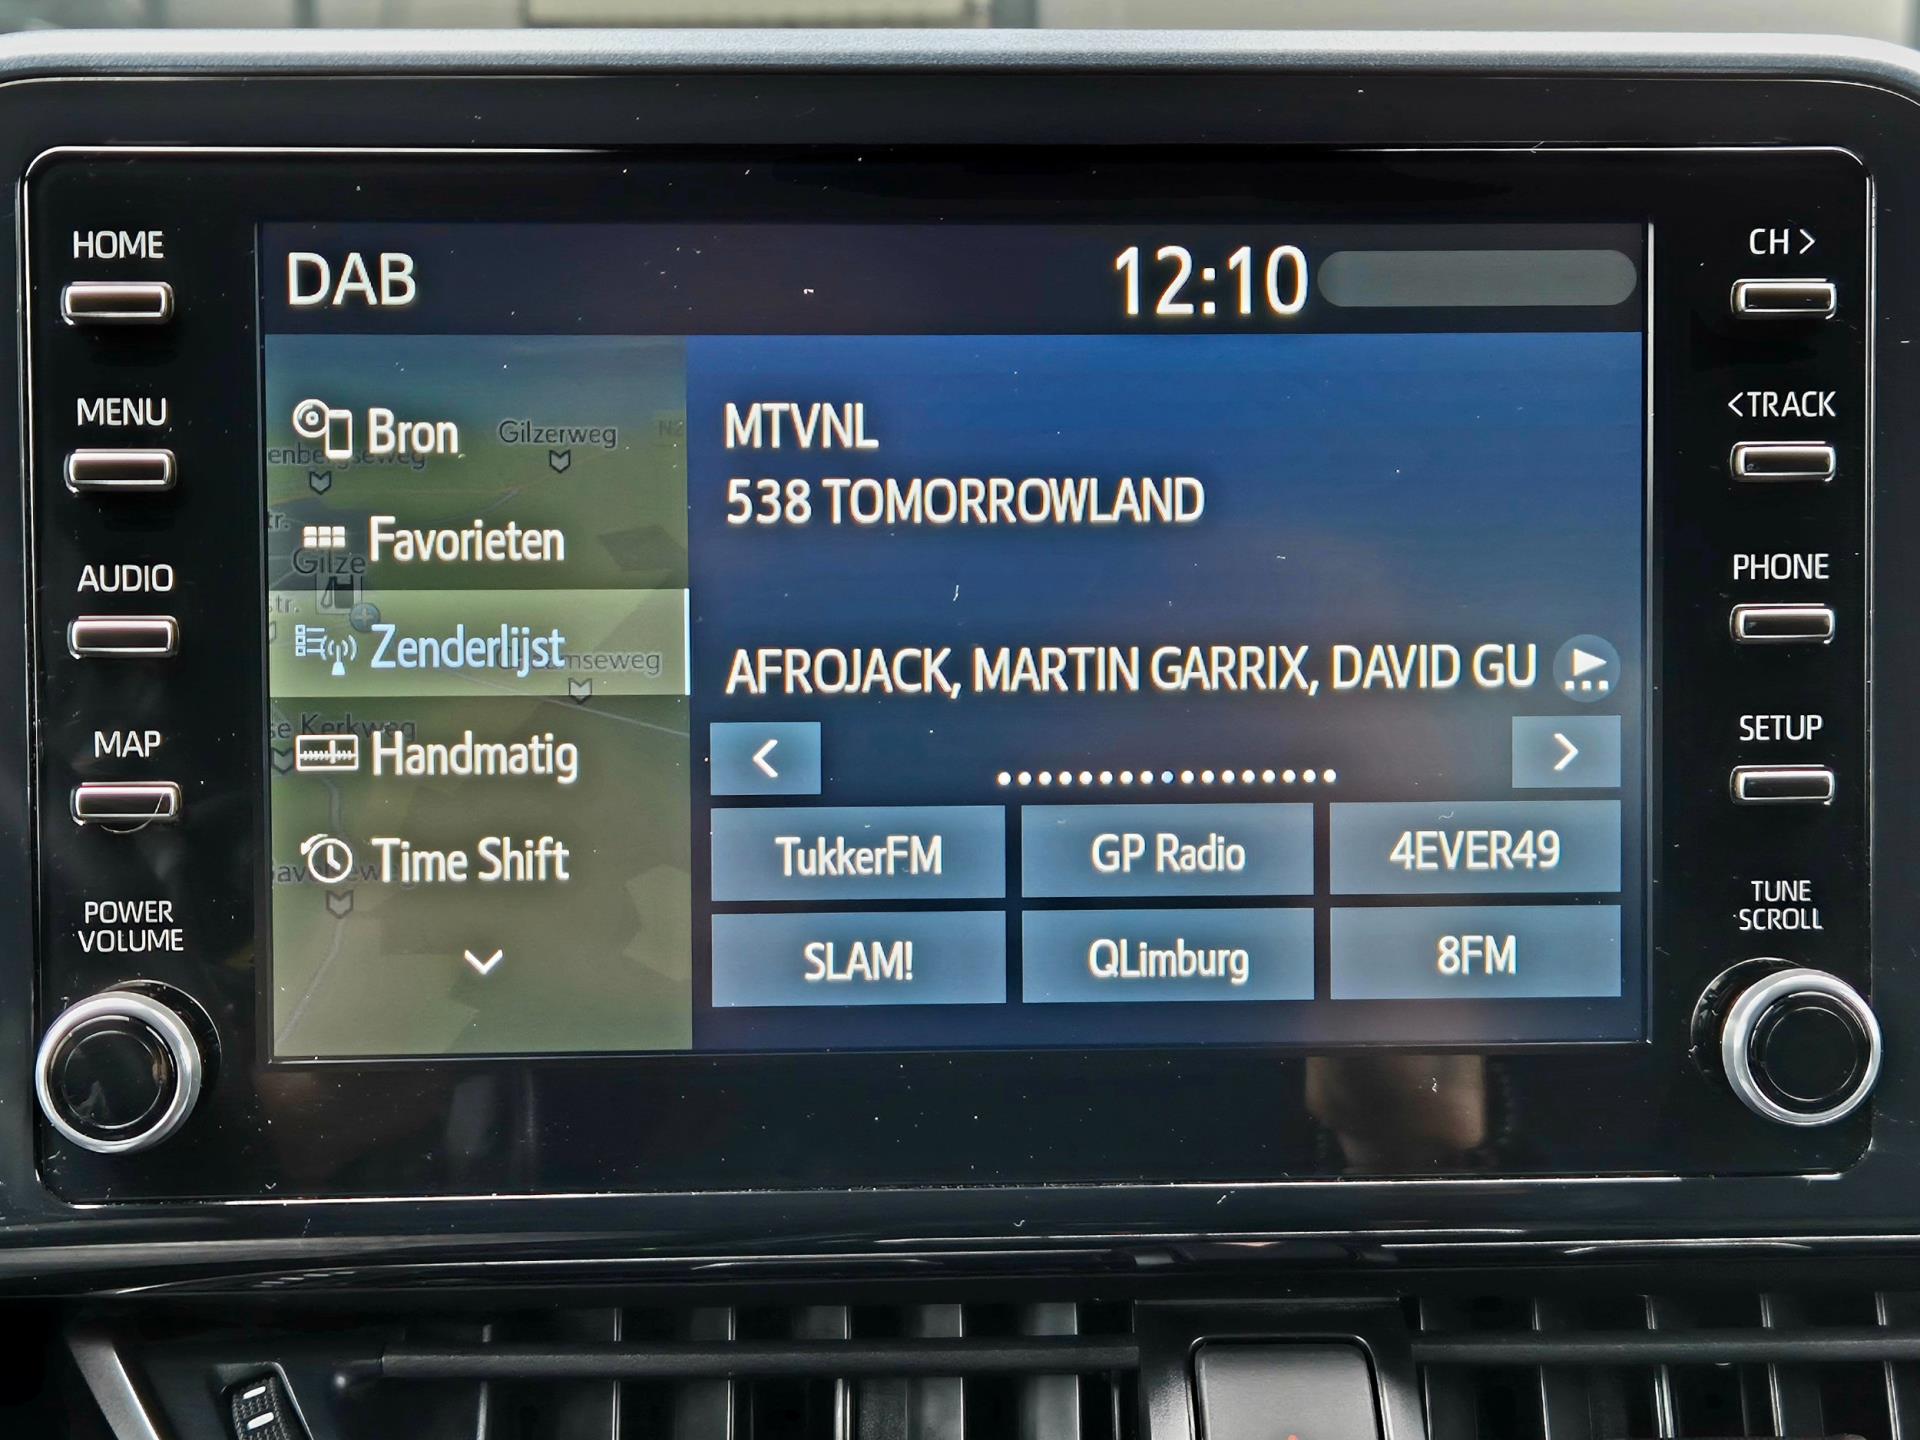 HOME
MENU
AUDIO
MAP
POWER
VOLUME
DAB
12:10
Bron
Gilzerweg
Favorieten
Gilze
Zenderlijst
Kerkweg
Handmatig
Time Shift
MTVNL
538 TOMORROWLAND
AFROJACK, MARTIN GARRIX, DAVID GU
TukkerFM
GP Radio
4EVER49
SLAM!
QLimburg
8FM
CH >
<TRACK
PHONE
SETUP
TUNE
SCROLL